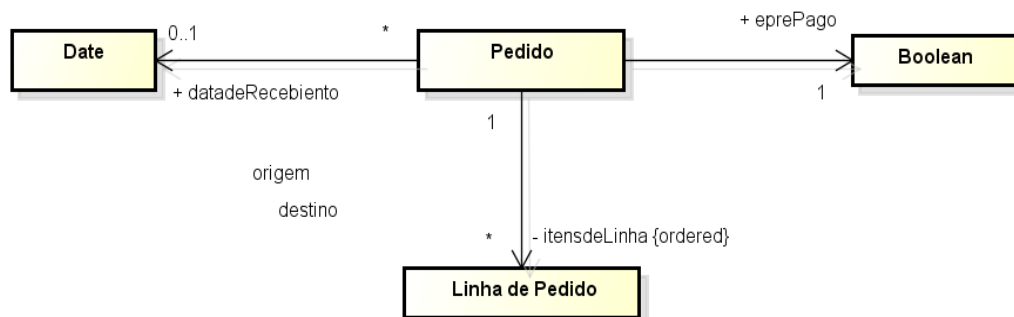 + eprePago
0..1
*
Date
Pedido
Boolean
+ datadeRecebiento
1
1
origem
destino
*
- itensdeLinha {ordered}
Linha de Pedido